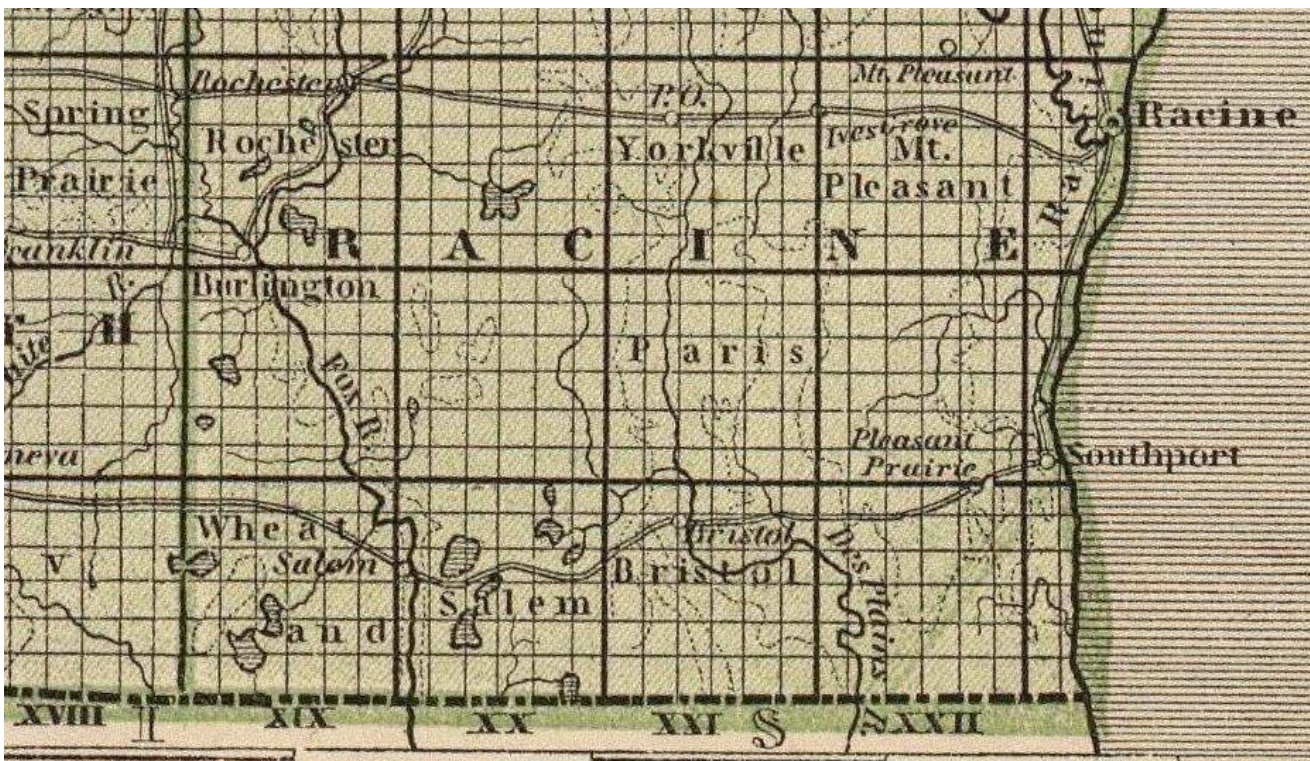 Rochester
P.O.
Mt. Pleasant
Racine
Spring
Prairie
Rochester
Yorkville
Ives Grove
Mt.
Pleasant
R
RACINE
Franklin
Burlington
R.
H
Paris
Fox R.
Pleasant
Prairie
Southport
Wheat
Salem
and
V
Salem
Bristol
Bristol
Des Plains R.
XVIII
XIX
XX
XXI
XXII
I
S